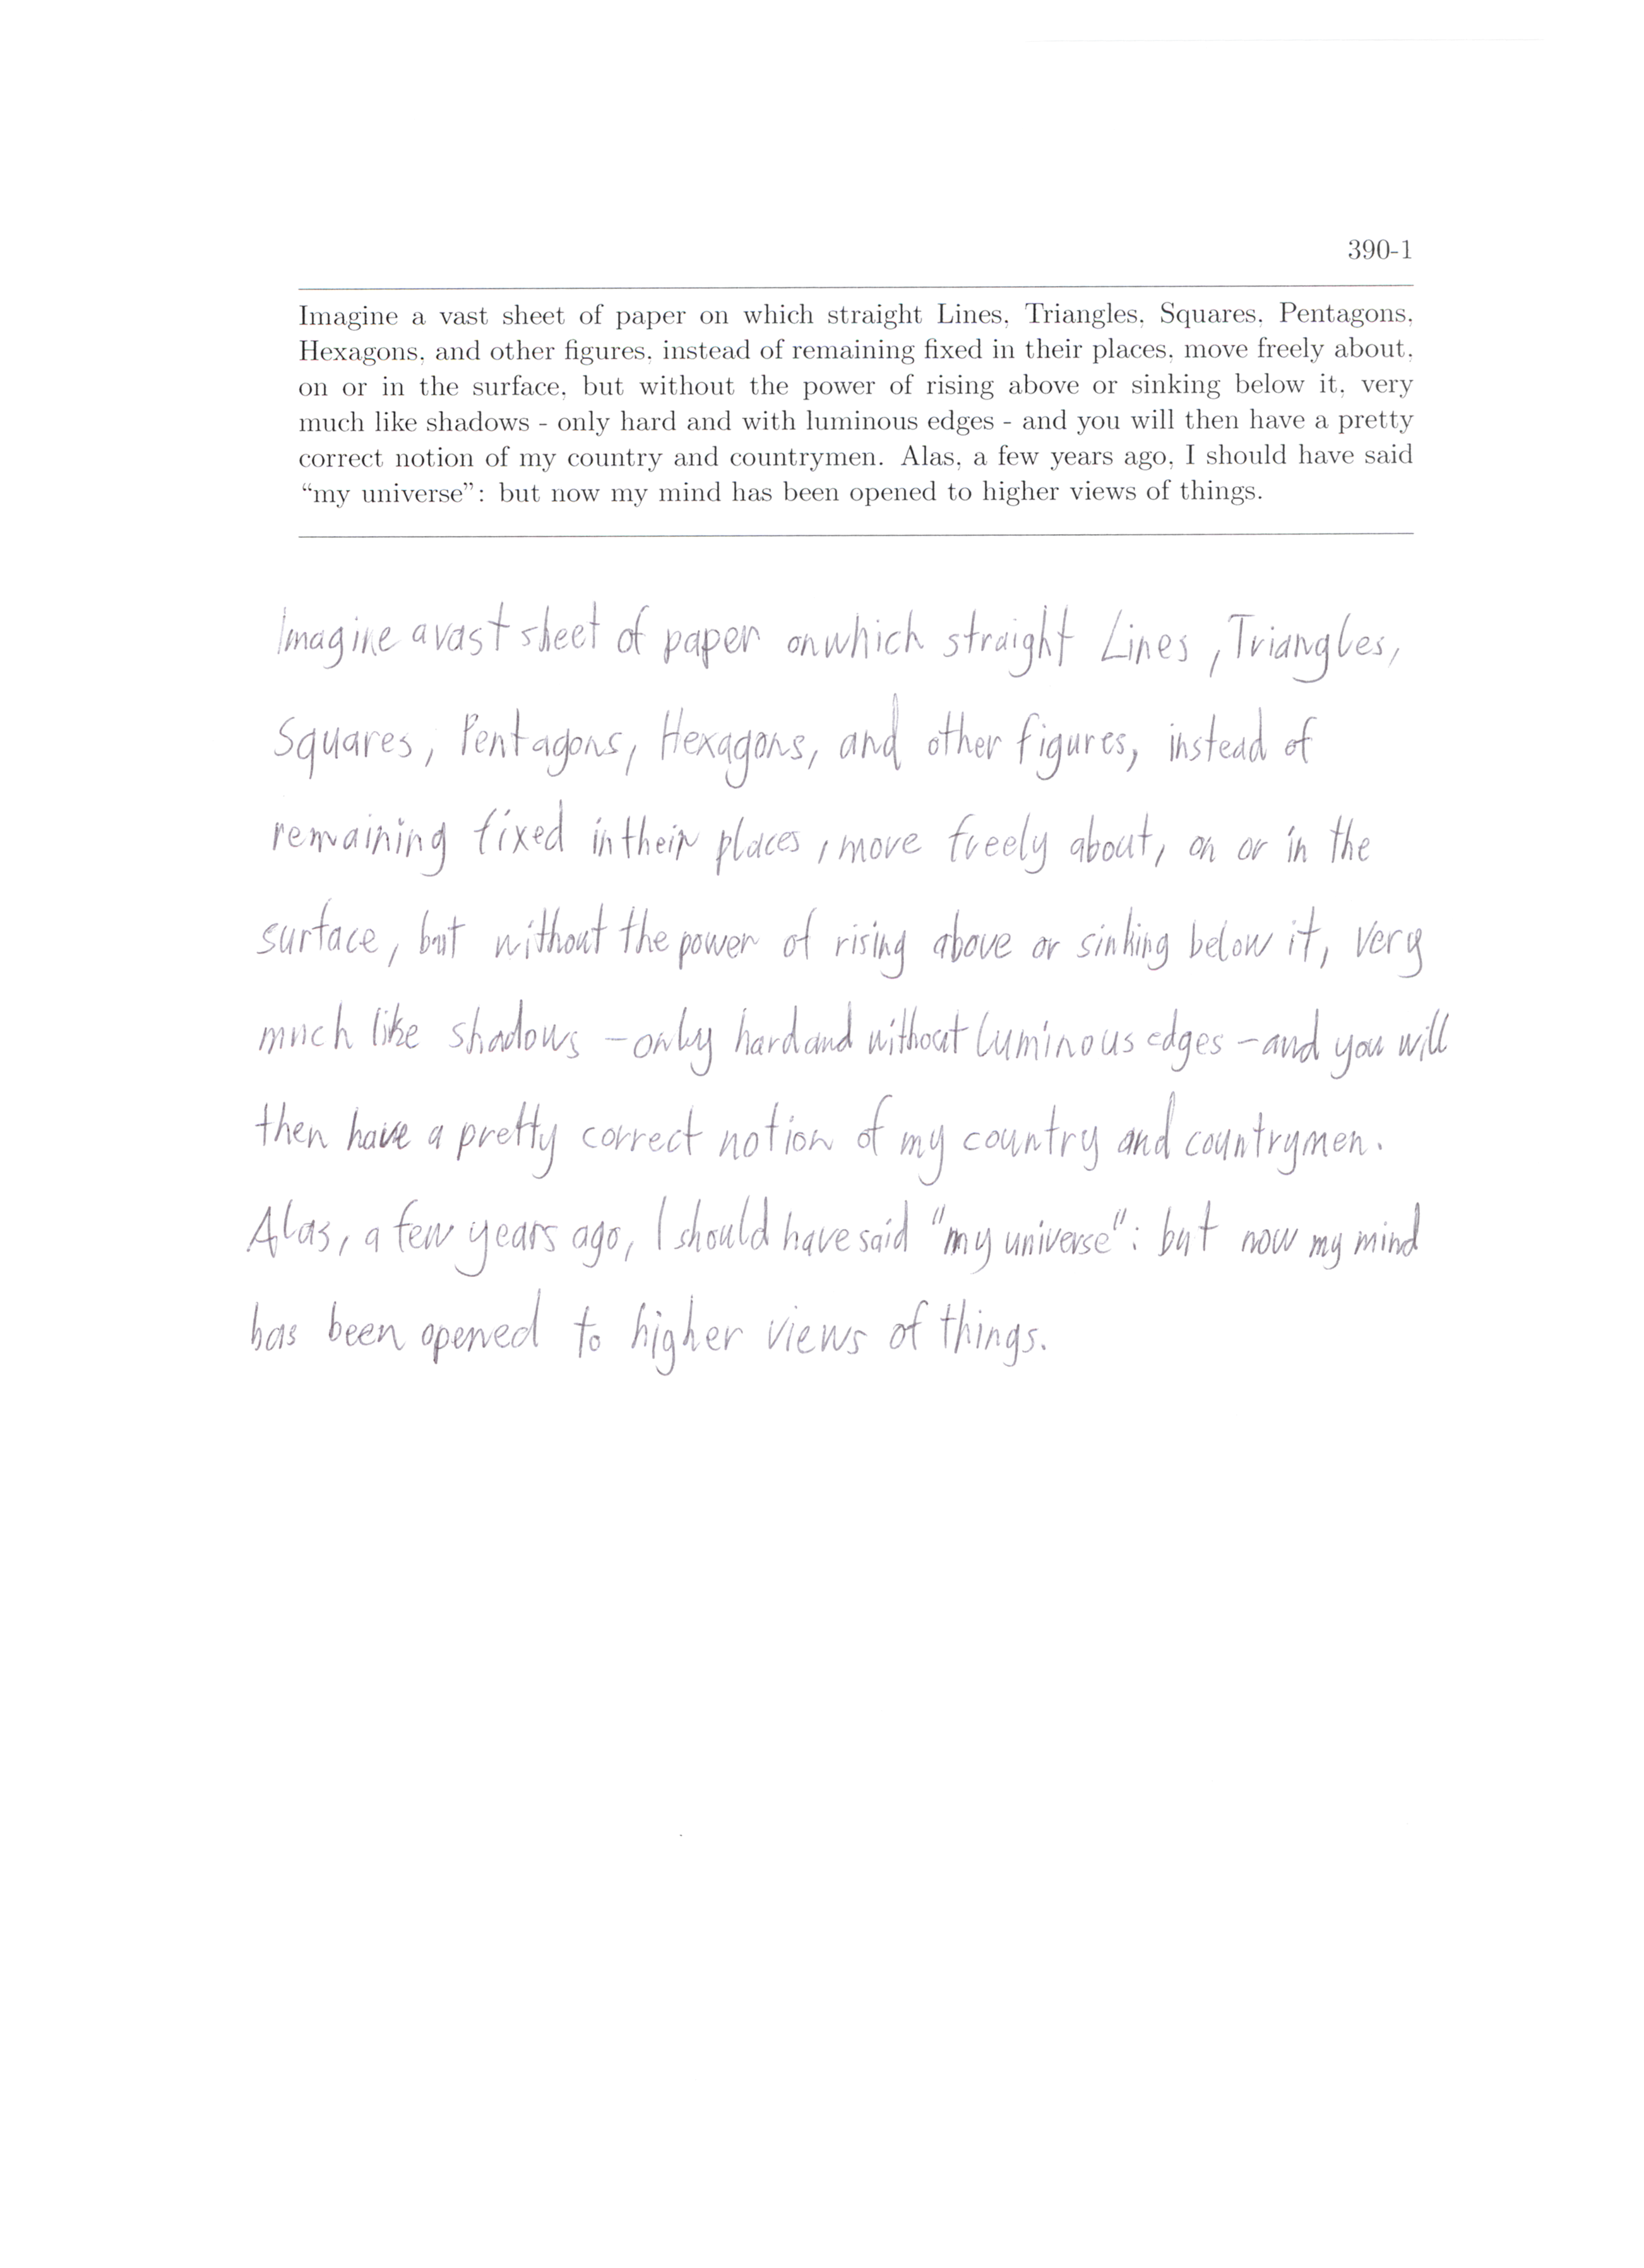 390-1
Imagine a vast sheet of paper on which straight Lines, Triangles, Squares, Pentagons,
Hexagons, and other figures, instead of remaining fixed in their places, move freely about,
on or in the surface, but without the power of rising above or sinking below it, very
much like shadows - only hard and with luminous edges - and you will then have a pretty
correct notion of my country and countrymen. Alas, a few years ago, I should have said
“my universe”: but now my mind has been opened to higher views of things.
Imagine a vast sheet of paper on which straight Lines, Triangles,
Squares, Pentagons, Hexagons, and other figures, instead of
remaining fixed in their places, move freely about, on or in the
surface, but without the power of rising above or sinking below it, very
much like shadows - only hard and without luminous edges - and you will
then have a pretty correct notion of my country and countrymen.
Alas, a few years ago, I should have said "my universe": but now my mind
has been opened to higher views of things.